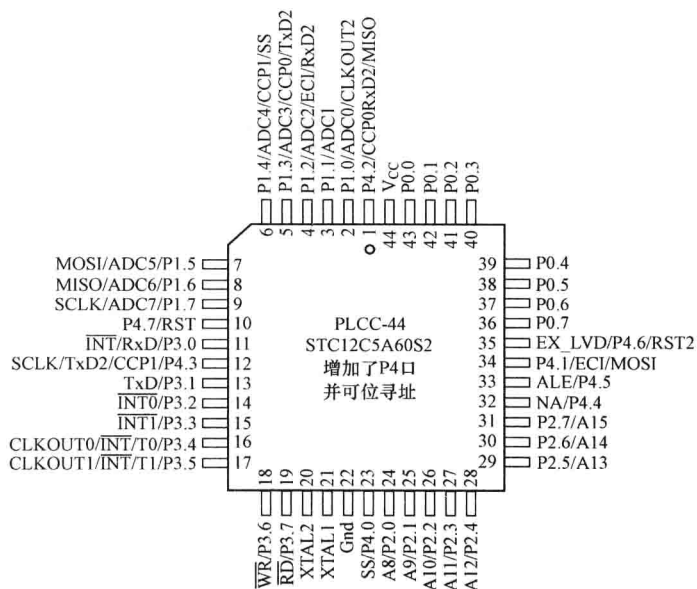 P1.4/ADC4/CCP1/SS
P1.3/ADC3/CCP0/TxD2
P1.2/ADC2/ECI/RxD2
P1.1/ADC1
P1.0/ADC0/CLKOUT2
P4.2/CCP0RxD2/MISO
VCC
P0.0
P0.1
P0.2
P0.3
6
5
4
3
2
1
44
43
42
41
40
MOSI/ADC5/P1.5 7
MISO/ADC6/P1.6 8
SCLK/ADC7/P1.7 9
P4.7/RST 10
INT/RxD/P3.0 11
SCLK/TxD2/CCP1/P4.3 12
TxD/P3.1 13
INT0/P3.2 14
INT1/P3.3 15
CLKOUT0/INT/T0/P3.4 16
CLKOUT1/INT/T1/P3.5 17
PLCC-44
STC12C5A60S2
增加了P4口
并可位寻址
39 P0.4
38 P0.5
37 P0.6
36 P0.7
35 EX_LVD/P4.6/RST2
34 P4.1/ECI/MOSI
33 ALE/P4.5
32 NA/P4.4
31 P2.7/A15
30 P2.6/A14
29 P2.5/A13
18
19
20
21
22
23
24
25
26
27
28
WR/P3.6
RD/P3.7
XTAL2
XTAL1
Gnd
SS/P4.0
A8/P2.0
A9/P2.1
A10/P2.2
A11/P2.3
A12/P2.4